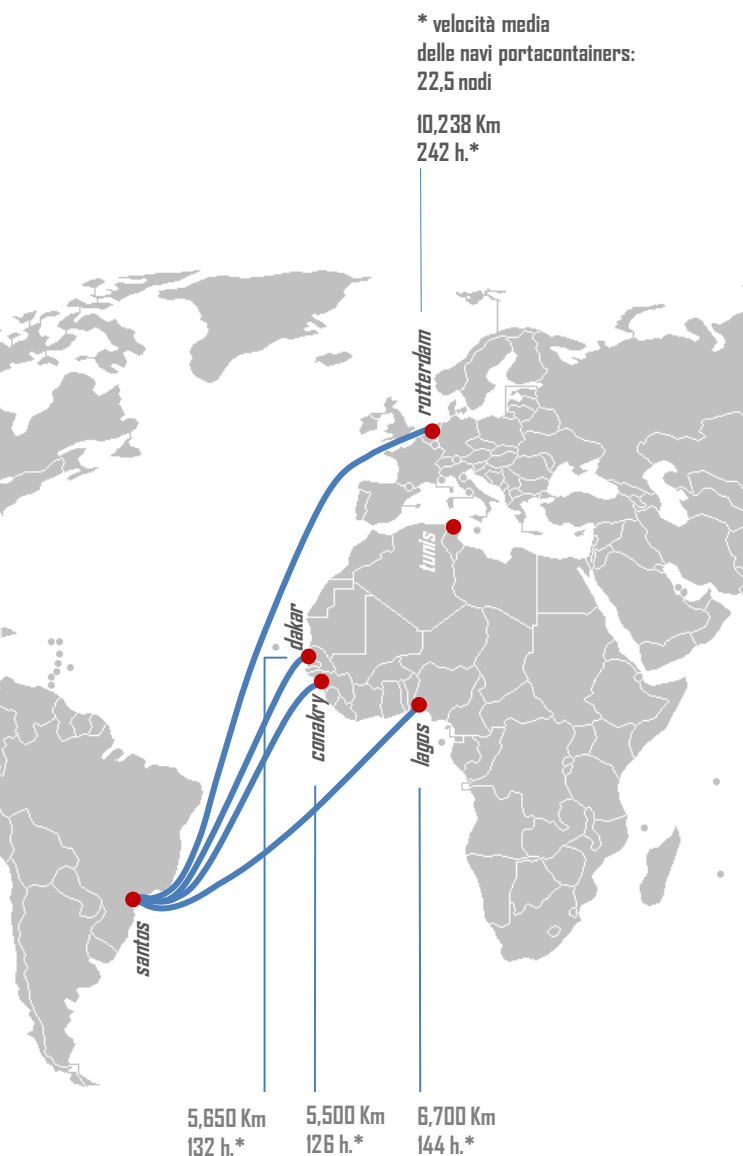 * velocità media
delle navi portacontainers:
22,5 nodi
10,238 Km
242 h.*
rotterdam
tunis
dakar
conakry
lagos
santos
5,650 Km
132 h.*
5,500 Km
126 h.*
6,700 Km
144 h.*